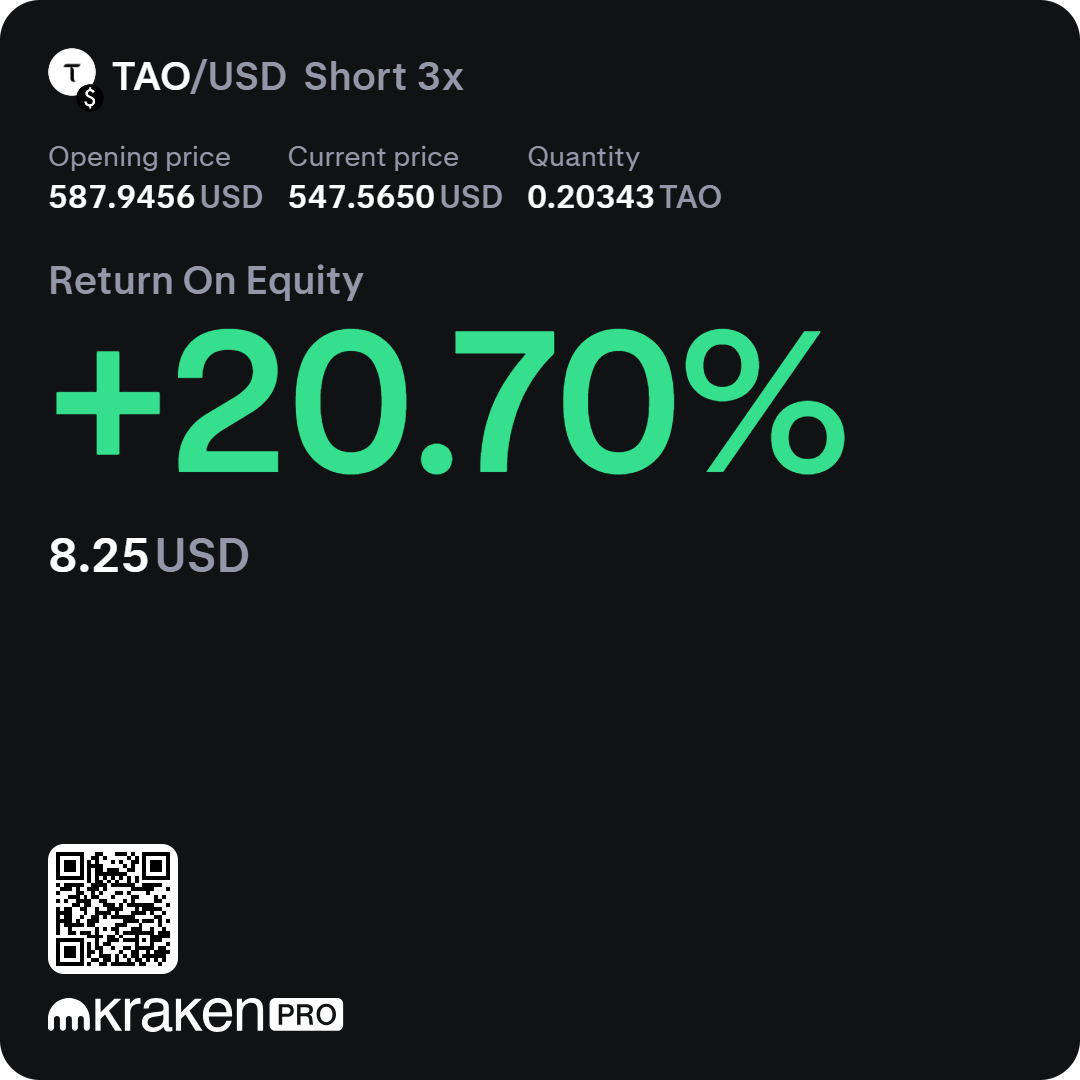 TAO/USD Short 3x
Opening price Current price Quantity
587.9456 USD 547.5650 USD 0.20343 TAO
Return On Equity
+20.70%
8.25 USD
kraken PRO